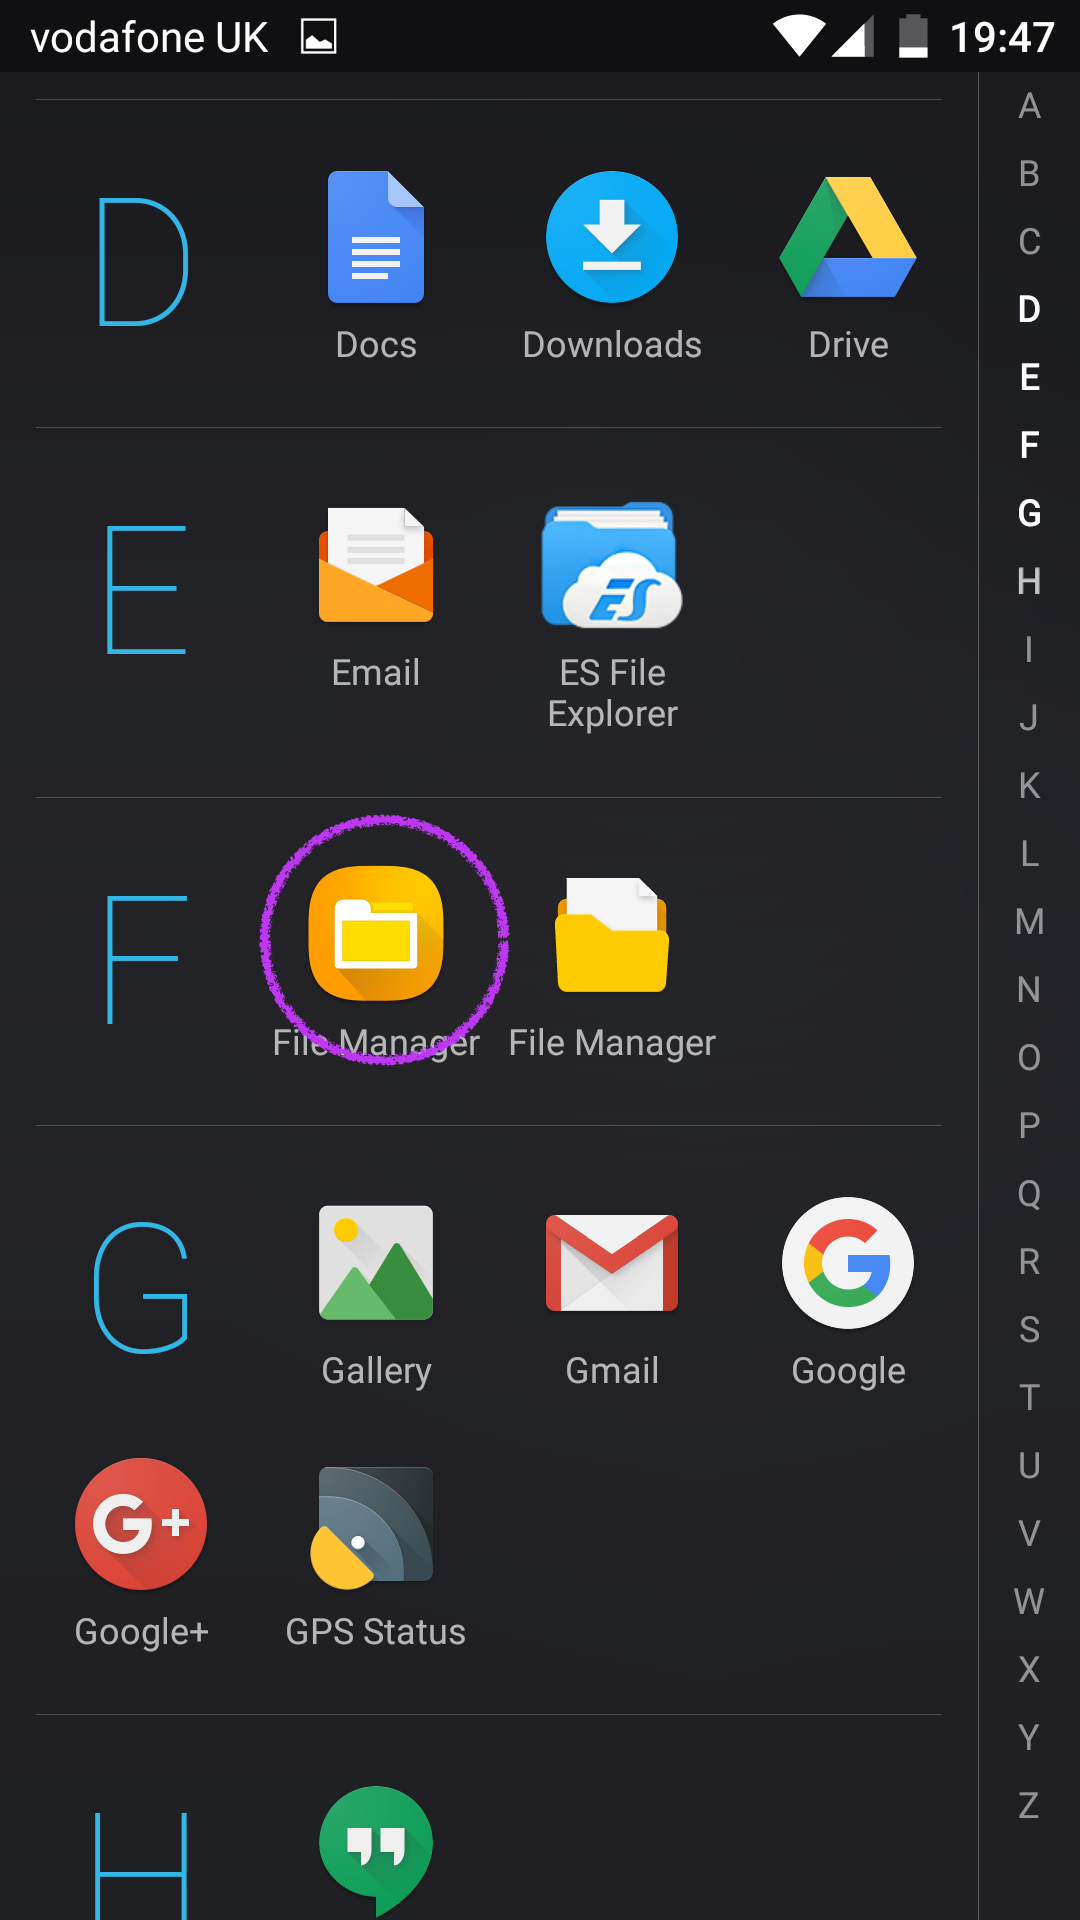 vodafone UK 19:47
D
Docs Downloads Drive
E
ES
Email ES File
Explorer
F
File Manager File Manager
G
G
Gallery Gmail Google
G+
Google+ GPS Status
H
A
B
C
D
E
F
G
H
I
J
K
L
M
N
O
P
Q
R
S
T
U
V
W
X
Y
Z